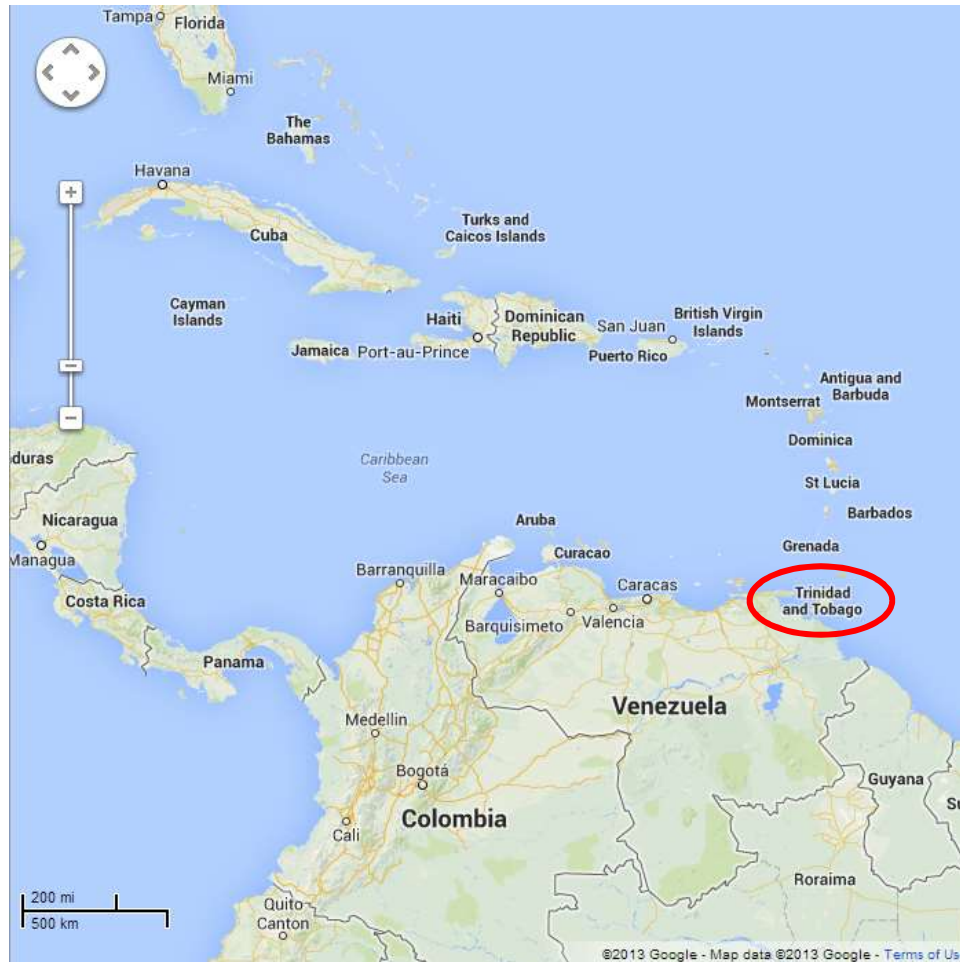 Tampa
Florida
Miami
The
Bahamas
Havana
Cuba
Turks and
Caicos Islands
Cayman
Islands
Haiti
Dominican
Republic
San Juan
British Virgin
Islands
Jamaica
Port-au-Prince
Puerto Rico
Antigua and
Barbuda
Montserrat
Dominica
Caribbean
Sea
duras
St Lucia
Nicaragua
Aruba
Barbados
Managua
Curacao
Grenada
Barranquilla
Maracaibo
Caracas
Trinidad
and Tobago
Costa Rica
Barquisimeto
Valencia
Panama
Venezuela
Medellin
Bogotá
Guyana
Su
Cali
Colombia
Roraima
200 mi
500 km
Quito
Canton
©2013 Google - Map data ©2013 Google - Terms of Us